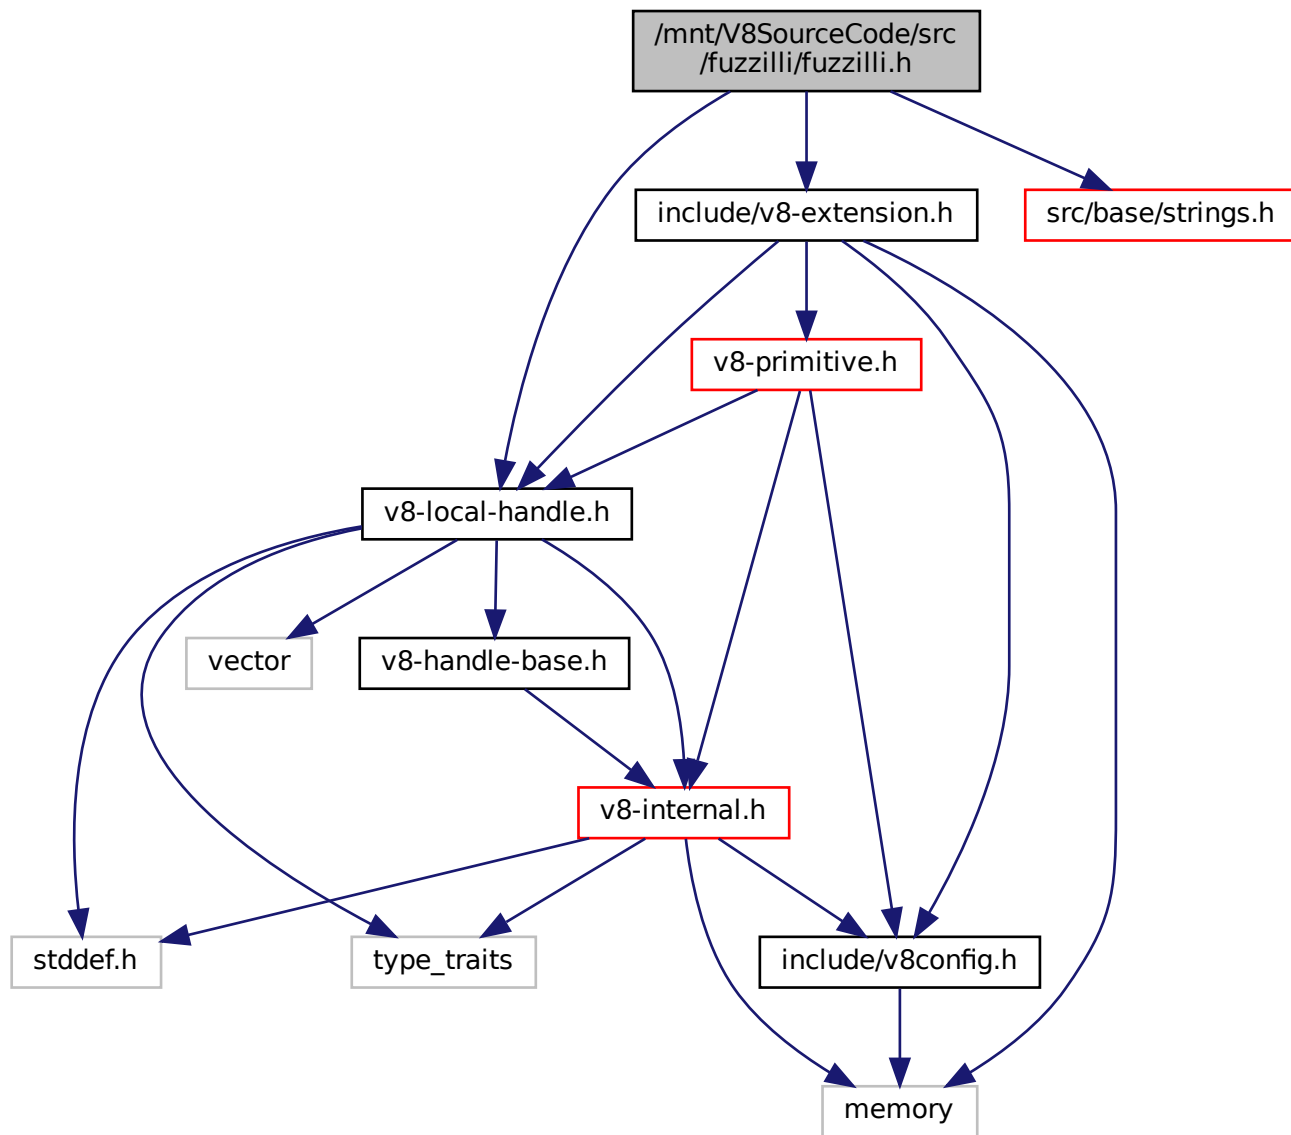 /mnt/V8SourceCode/src
/fuzzilli/fuzzilli.h
include/v8-extension.h
src/base/strings.h
v8-primitive.h
v8-local-handle.h
vector
v8-handle-base.h
v8-internal.h
stddef.h
type_traits
include/v8config.h
memory